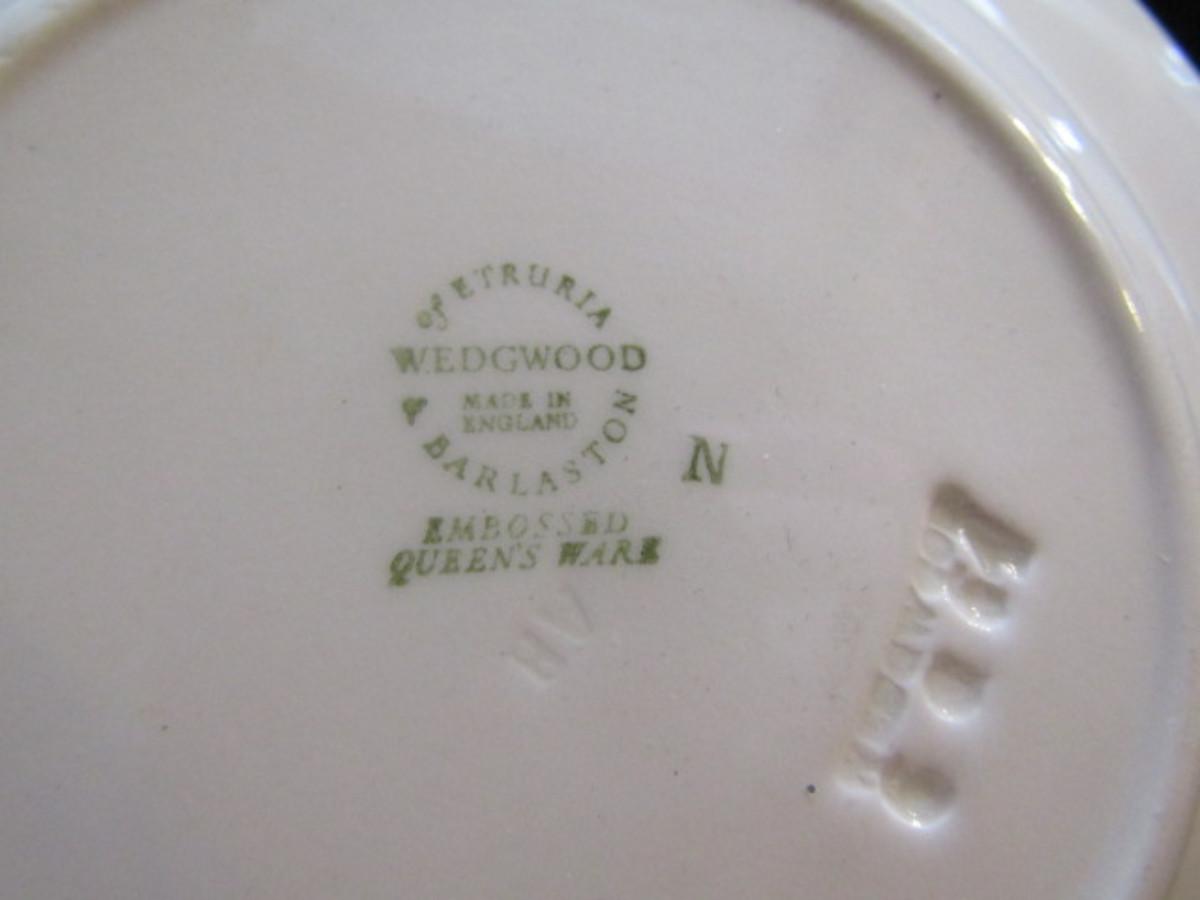 of ETRURIA
WEDGWOOD
MADE IN
ENGLAND
& BARLASTON
N
EMBOSSED
QUEEN'S WARE